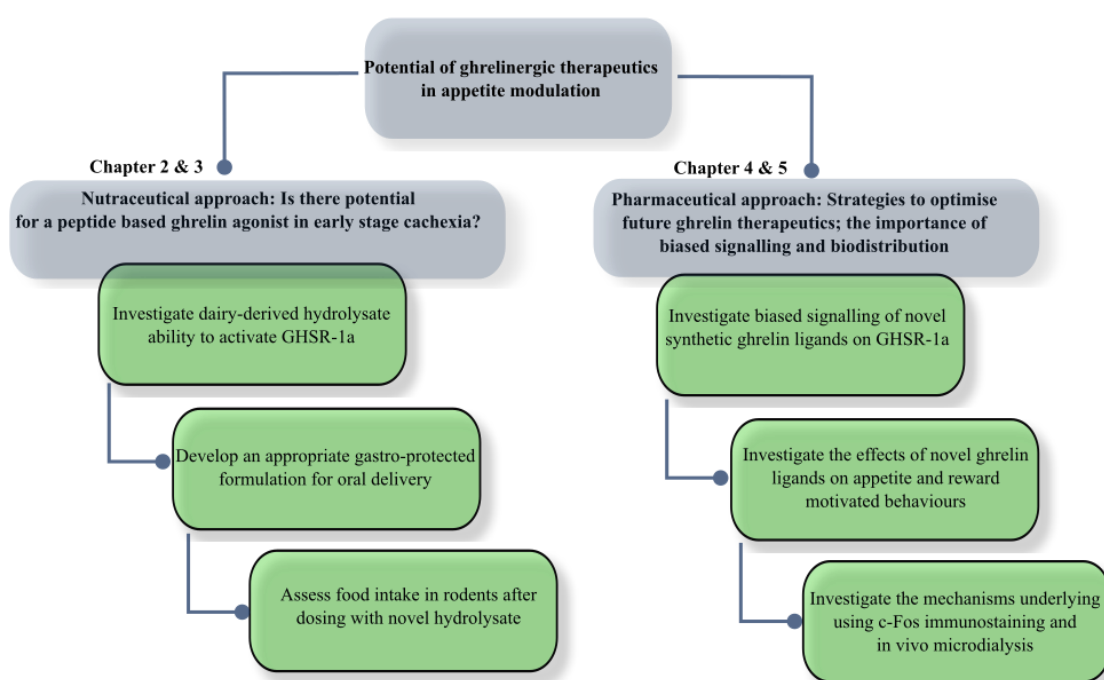 Potential of ghrelinergic therapeutics
in appetite modulation
Chapter 2 & 3
Nutraceutical approach: Is there potential
for a peptide based ghrelin agonist in early stage cachexia?
Investigate dairy-derived hydrolysate
ability to activate GHSR-1a
Develop an appropriate gastro-protected
formulation for oral delivery
Assess food intake in rodents after
dosing with novel hydrolysate
Chapter 4 & 5
Pharmaceutical approach: Strategies to optimise
future ghrelin therapeutics; the importance of
biased signalling and biodistribution
Investigate biased signalling of novel
synthetic ghrelin ligands on GHSR-1a
Investigate the effects of novel ghrelin
ligands on appetite and reward
motivated behaviours
Investigate the mechanisms underlying
using c-Fos immunostaining and
in vivo microdialysis